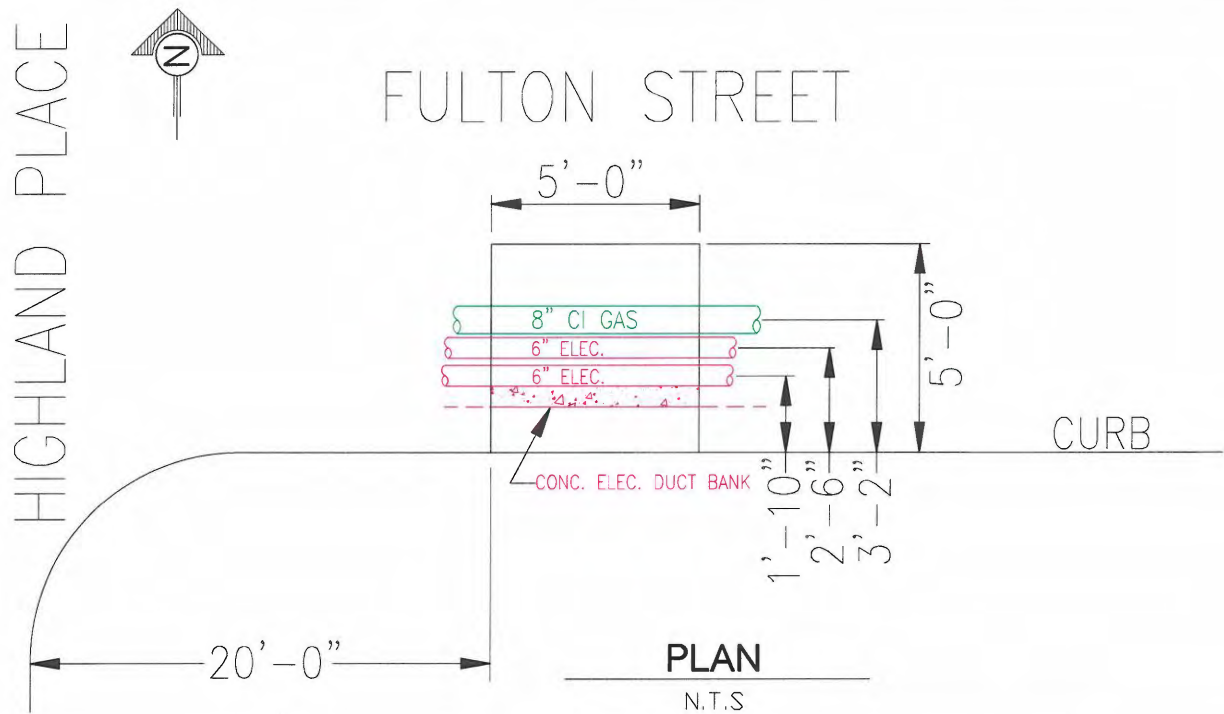 HIGHLAND PLACE
N
FULTON STREET
5'-0"
8" CI GAS
6" ELEC.
6" ELEC.
5'-0"
CURB
CONC. ELEC. DUCT BANK
1'-10"
2'-6"
3'-2"
20'-0"
PLAN
N.T.S